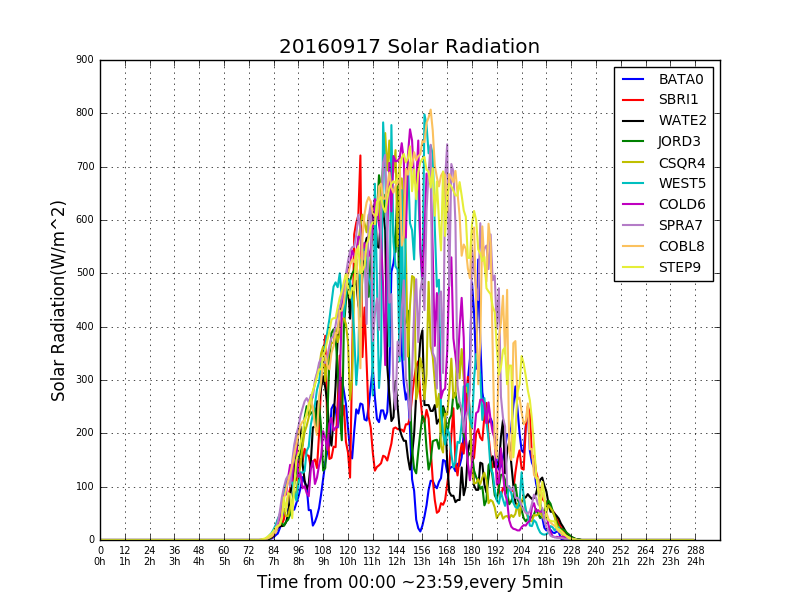 20160917 Solar Radiation
900
800
700
600
500
400
300
200
100
0
Solar Radiation(W/m^2)
BATA0
SBRI1
WATE2
JORD3
CSQR4
WEST5
COLD6
SPRA7
COBL8
STEP9
0 12 24 36 48 60 72 84 96 108 120 132 144 156 168 180 192 204 216 228 240 252 264 276 288
0h 1h 2h 3h 4h 5h 6h 7h 8h 9h 10h 11h 12h 13h 14h 15h 16h 17h 18h 19h 20h 21h 22h 23h 24h
Time from 00:00 ~23:59,every 5min